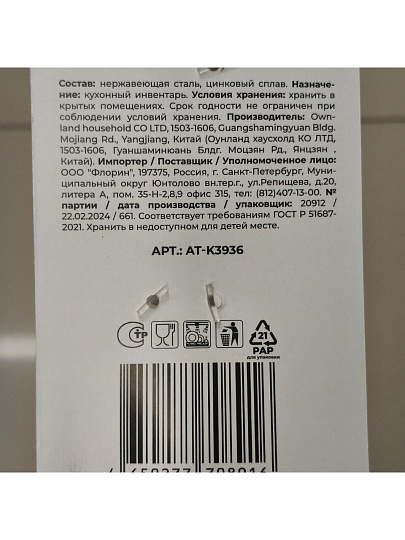 Состав: нержавеющая сталь, цинковый сплав. Назначе-
ние: кухонный инвентарь. Условия хранения: хранить в
крытых помещениях. Срок годности не ограничен при
соблюдении условий хранения. Производитель: Own-
land household CO LTD, 1503-1606, Guangshamingyuan Bldg.
Mojiang Rd., Yangjiang, Китай (Оунланд хаусхолд КО ЛТД,
1503-1606, Гуаншаминюань Блдг. Моцзян Рд., Янцзян ,
Китай). Импортер / Поставщик / Уполномоченное лицо:
ООО "Флорин", 197375, Россия, г. Санкт-Петербург, Муни-
ципальный округ Юнтолово вн.тер.г., ул.Репищева, д.20,
литера А, пом. 35-Н-2,8,9 офис 315, тел: (812)407-13-00. №
партии / дата производства / упаковщик: 20912 /
22.02.2024 / 661. Соответствует требованиям ГОСТ Р 51687-
2021. Хранить в недоступном для детей месте.
АРТ.: AT-K3936
СТР
21
PAP
для упаковки